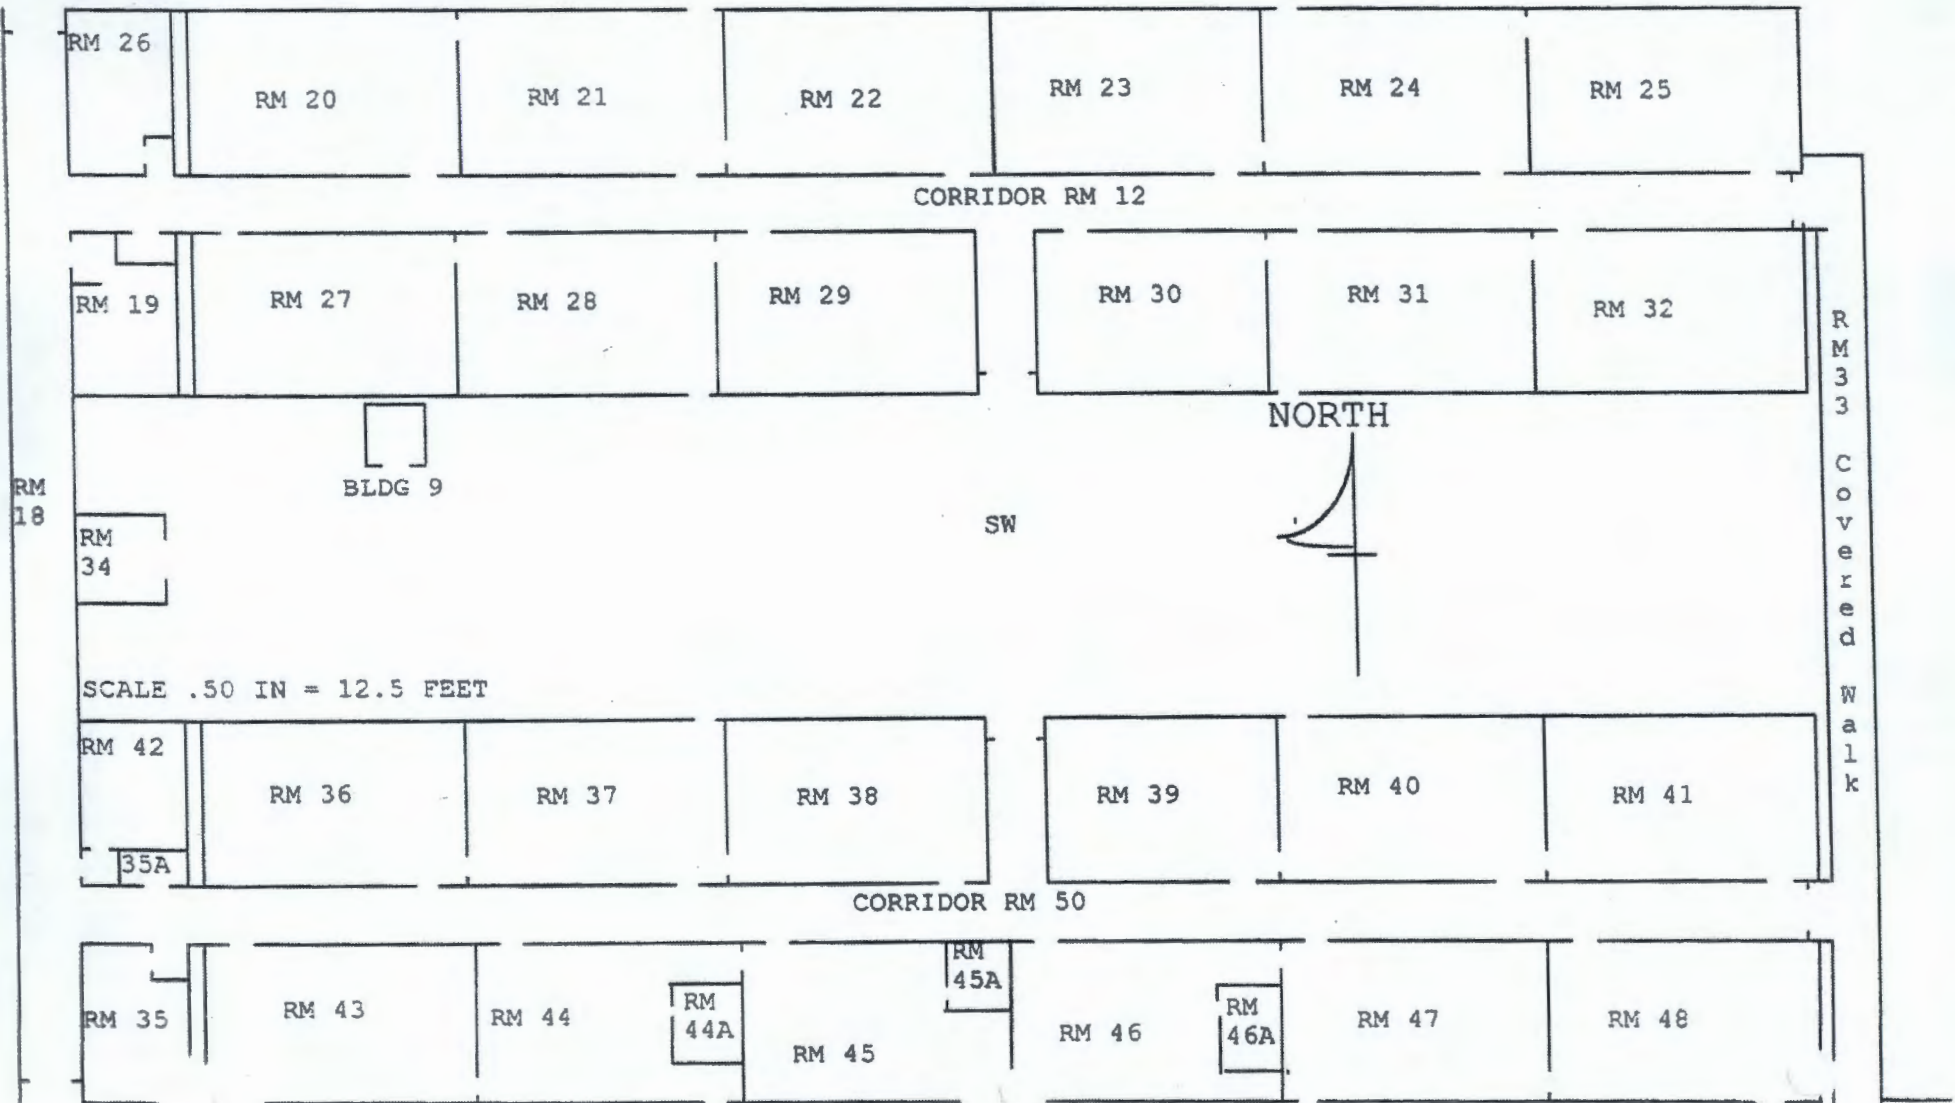 RM 26
RM 20
RM 21
RM 22
RM 23
RM 24
RM 25
CORRIDOR RM 12
RM 19
RM 27
RM 28
RM 29
RM 30
RM 31
RM 32
RM33 Covered Walk
NORTH
BLDG 9
RM
18
SW
RM
34
SCALE .50 IN = 12.5 FEET
RM 42
RM 36
RM 37
RM 38
RM 39
RM 40
RM 41
35A
CORRIDOR RM 50
RM 35
RM 43
RM 44
RM
44A
RM 45
RM
45A
RM 46
RM
46A
RM 47
RM 48